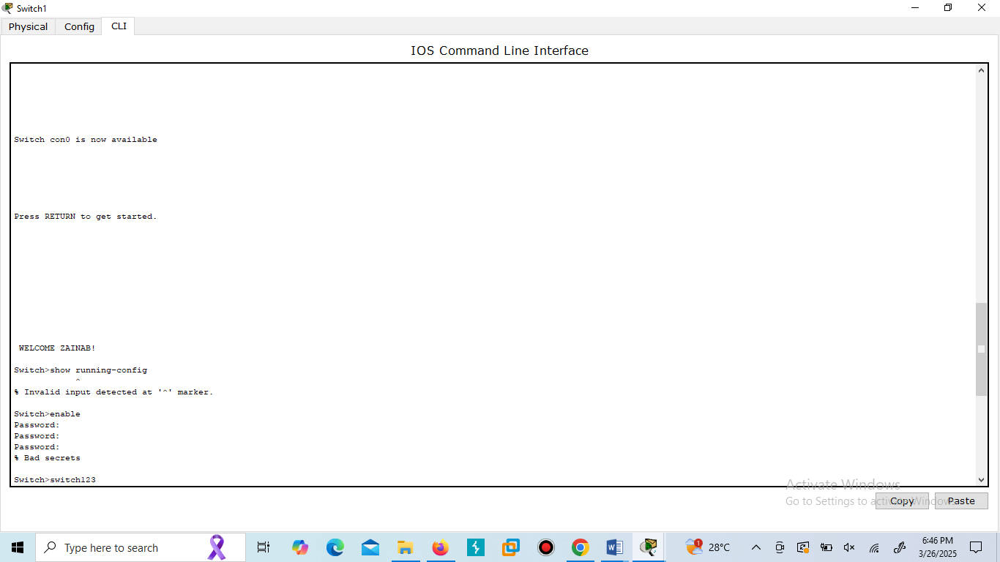 Switch1
Physical Config CLI
IOS Command Line Interface
Switch con0 is now available
Press RETURN to get started.
WELCOME ZAINAB!
Switch>show running-config
^
% Invalid input detected at '^' marker.
Switch>enable
Password:
Password:
Password:
% Bad secrets
Switch>switch123
Activate Windows
Go to Settings to activate Windows.
Copy Paste
Type here to search
1
28°C
6:46 PM
3/26/2025